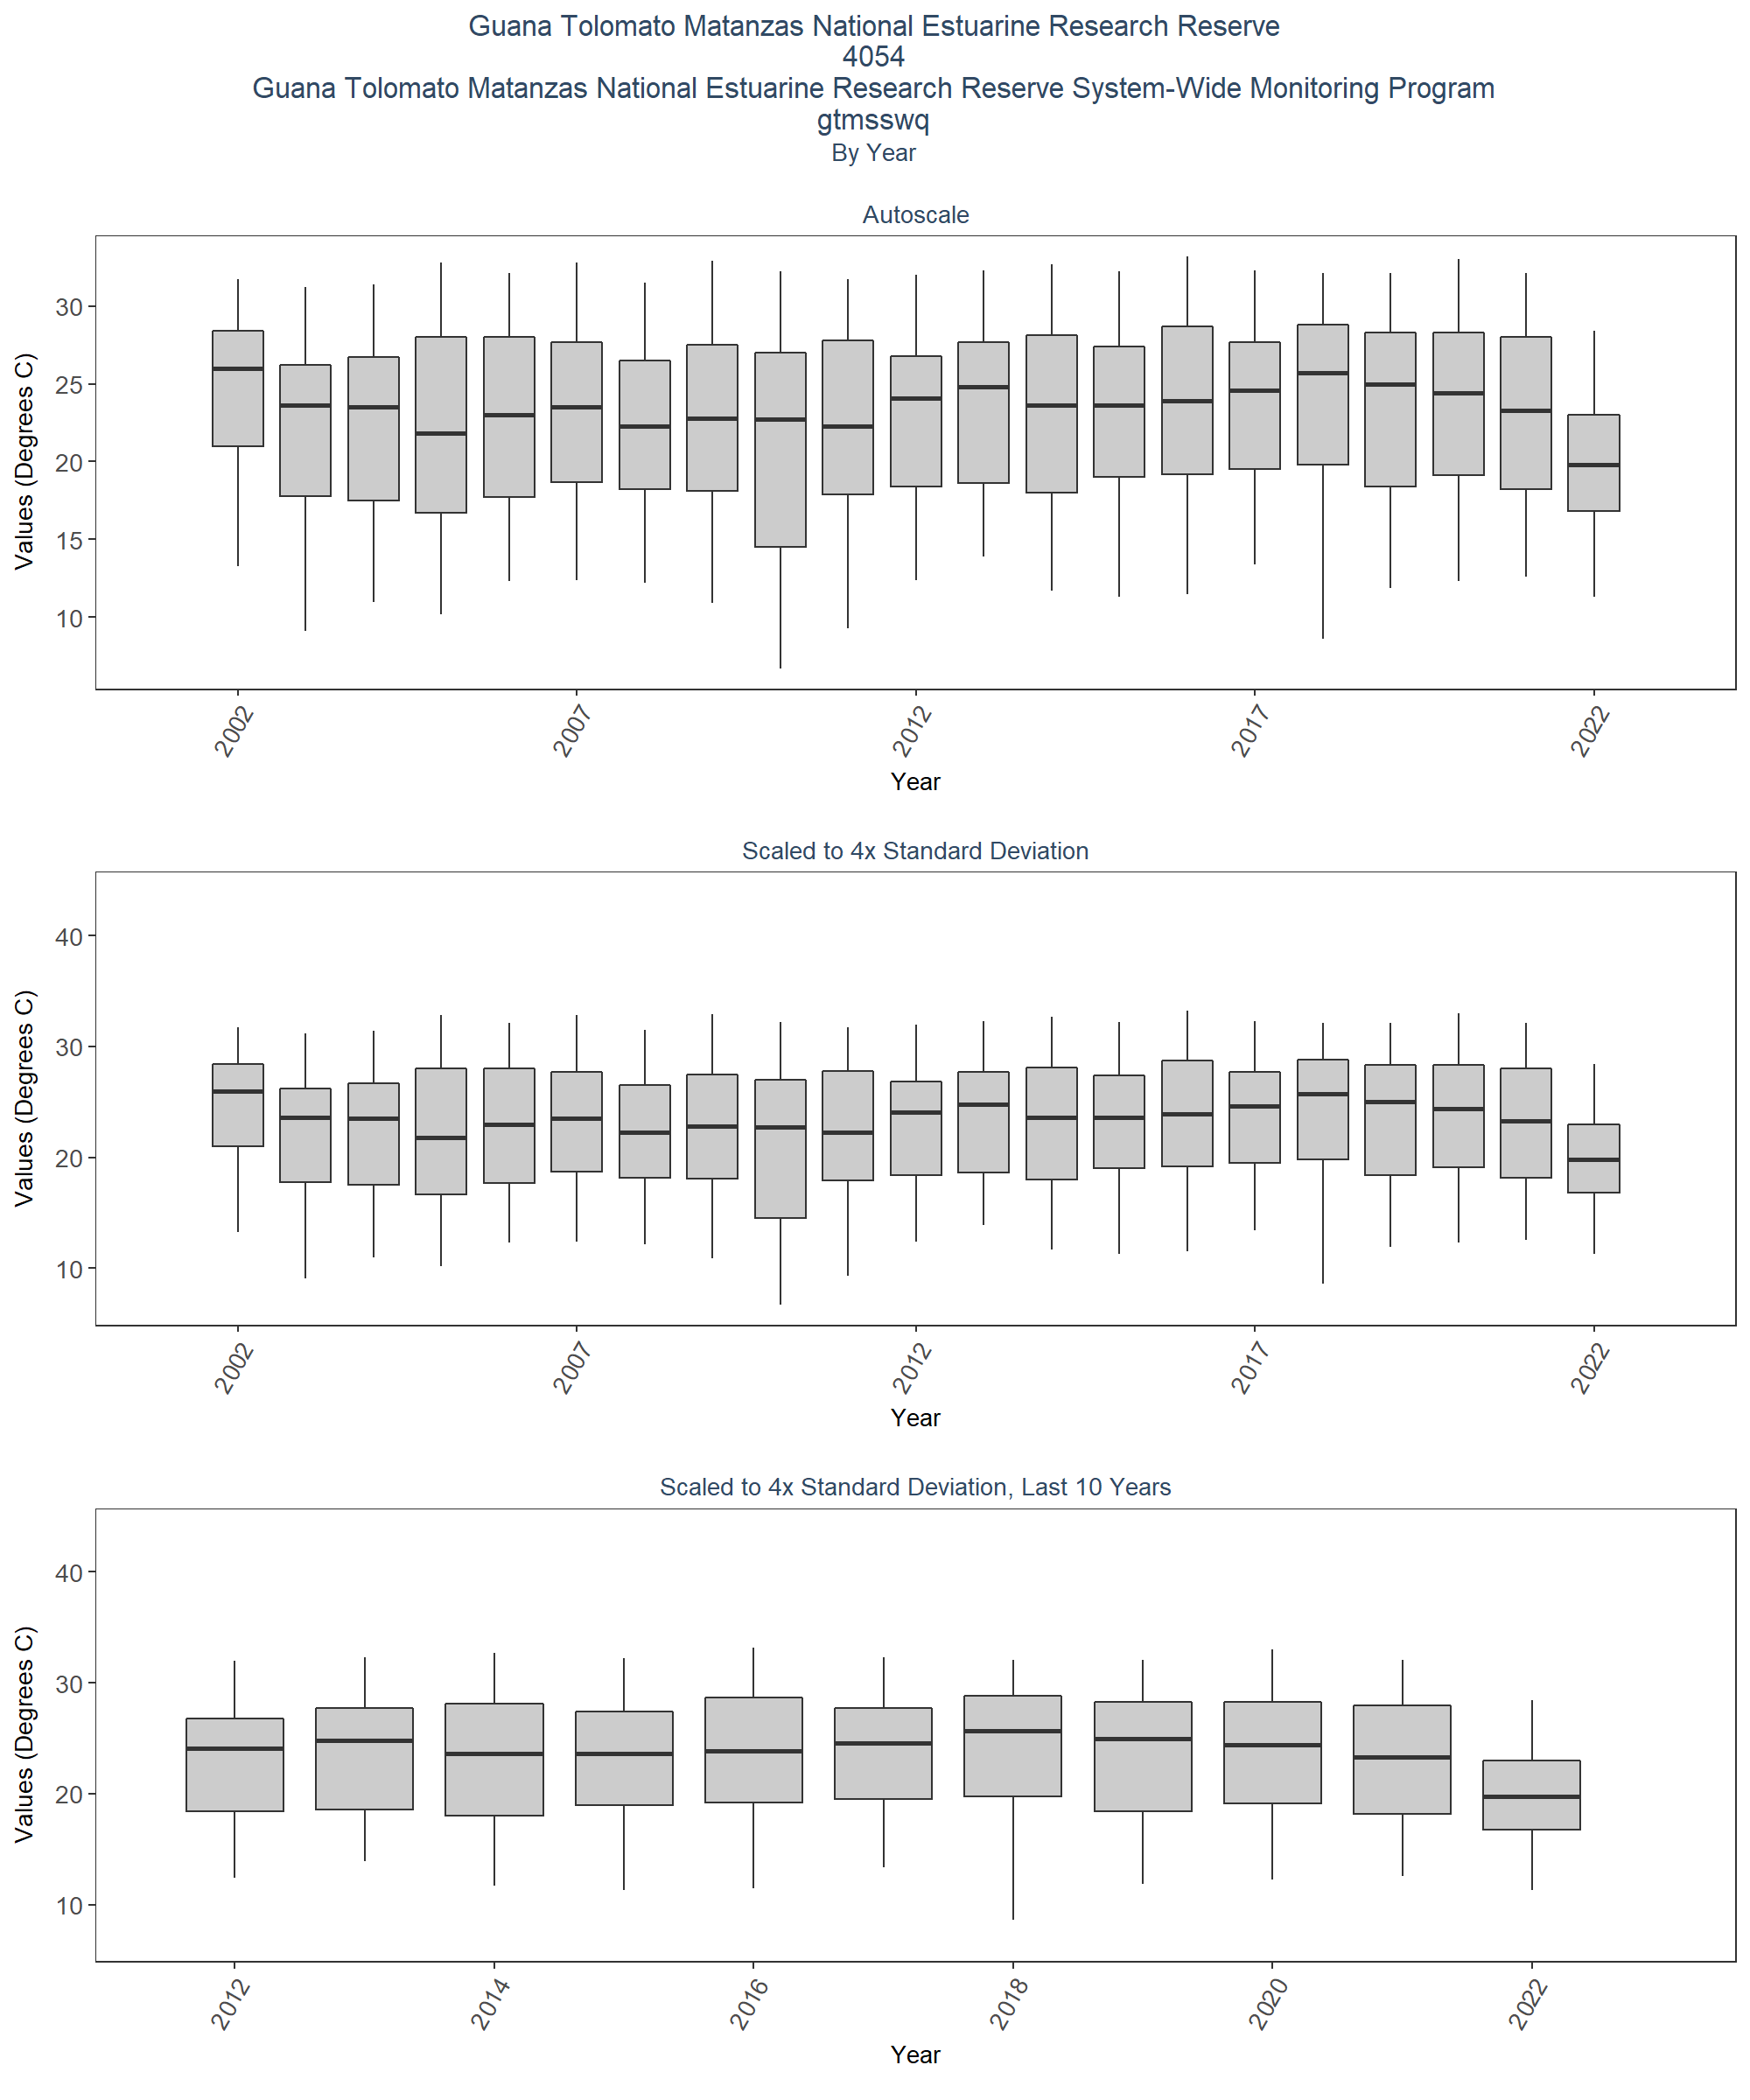 Guana Tolomato Matanzas National Estuarine Research Reserve
4054
Guana Tolomato Matanzas National Estuarine Research Reserve System-Wide Monitoring Program
gtmsswq
By Year
Autoscale
Values (Degrees C)
30
25
20
15
10
2002
2007
2012
2017
2022
Year
Scaled to 4x Standard Deviation
Values (Degrees C)
40
30
20
10
2002
2007
2012
2017
2022
Year
Scaled to 4x Standard Deviation, Last 10 Years
Values (Degrees C)
40
30
20
10
2012
2014
2016
2018
2020
2022
Year